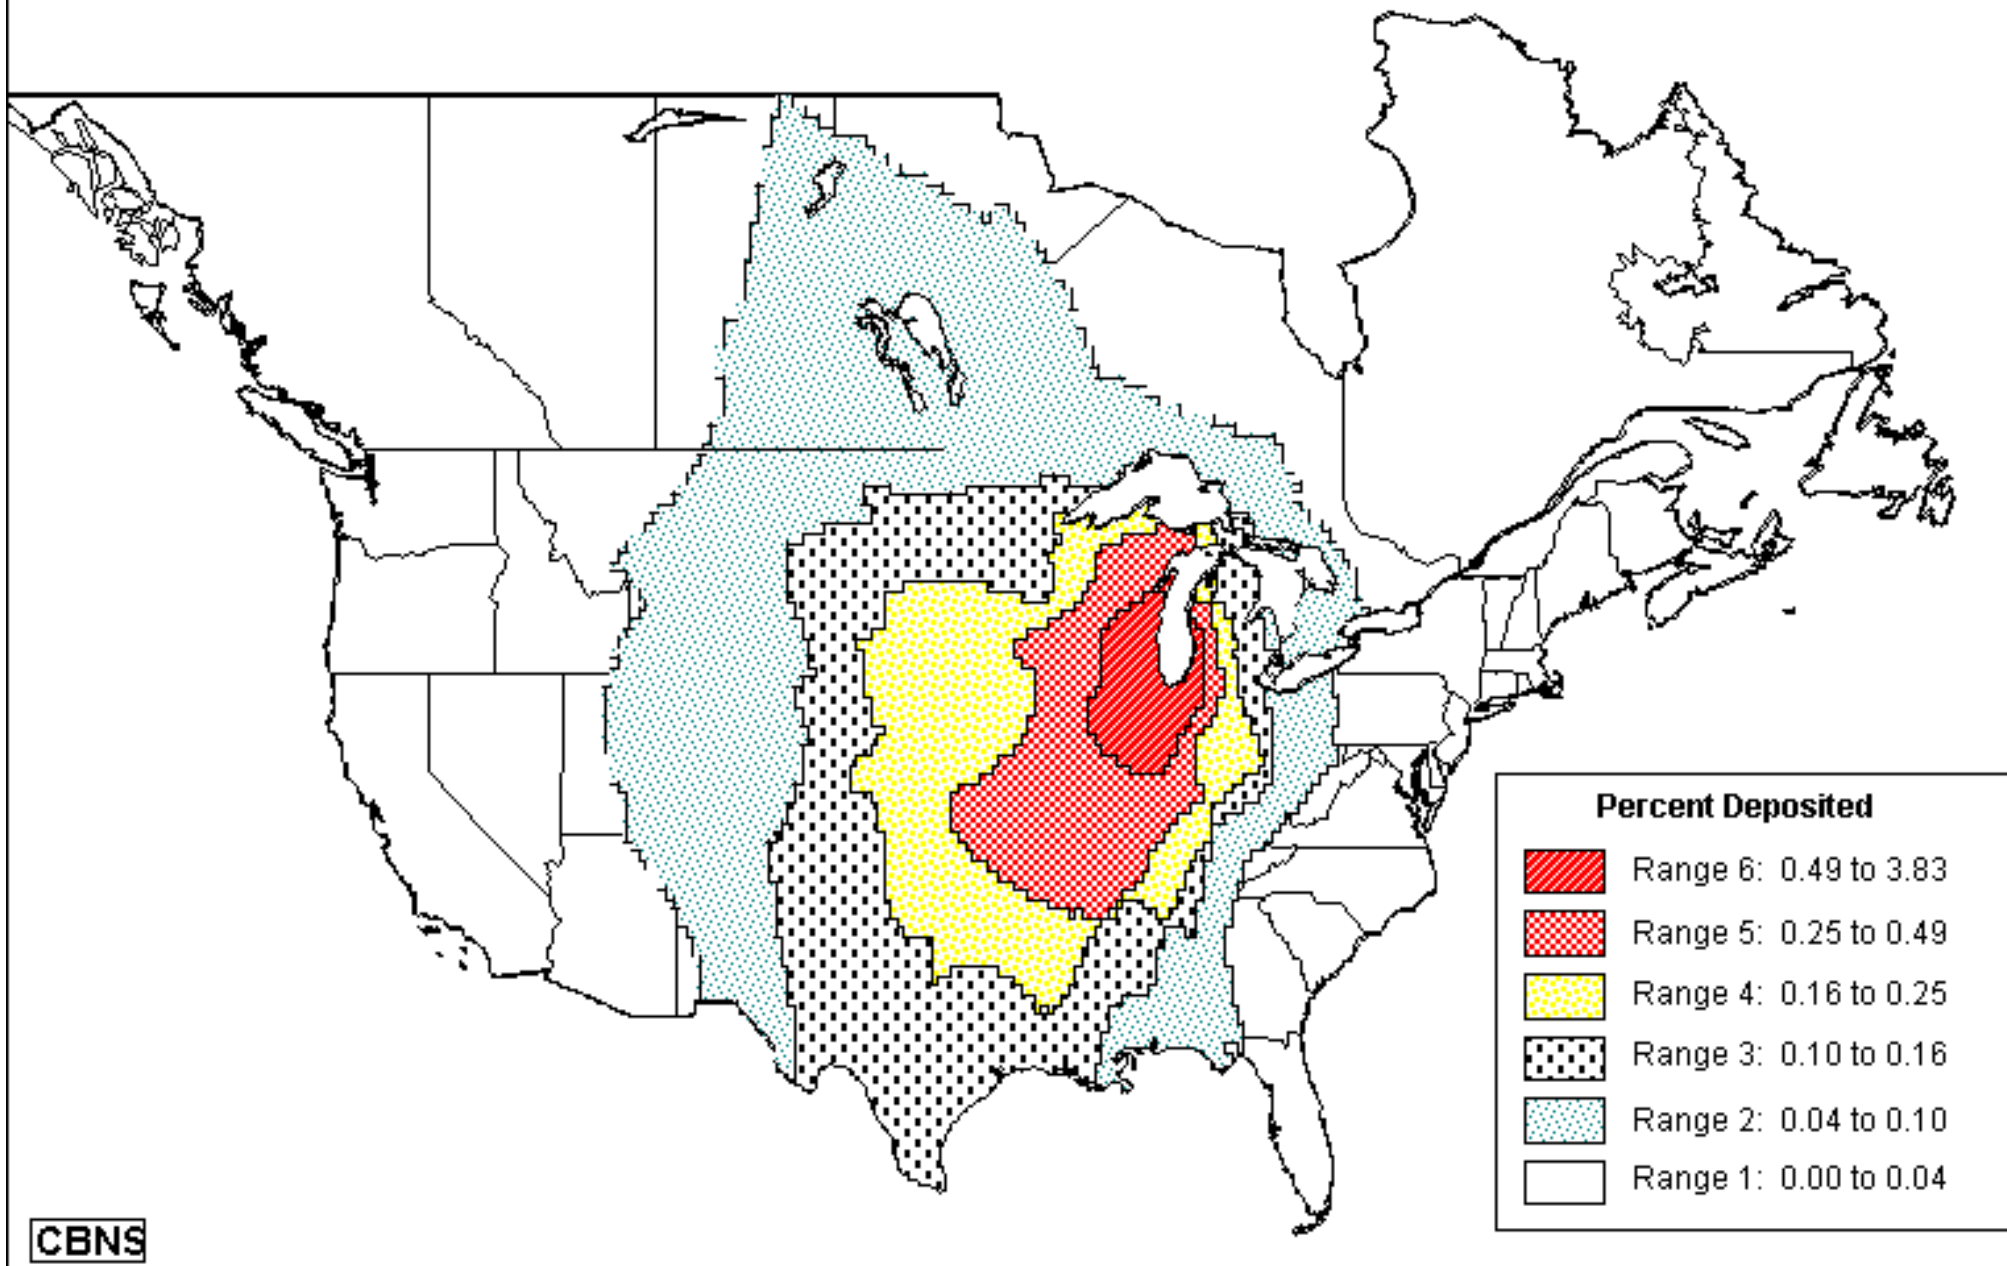 Percent Deposited
Range 6: 0.49 to 3.83
Range 5: 0.25 to 0.49
Range 4: 0.16 to 0.25
Range 3: 0.10 to 0.16
Range 2: 0.04 to 0.10
Range 1: 0.00 to 0.04
CBNS